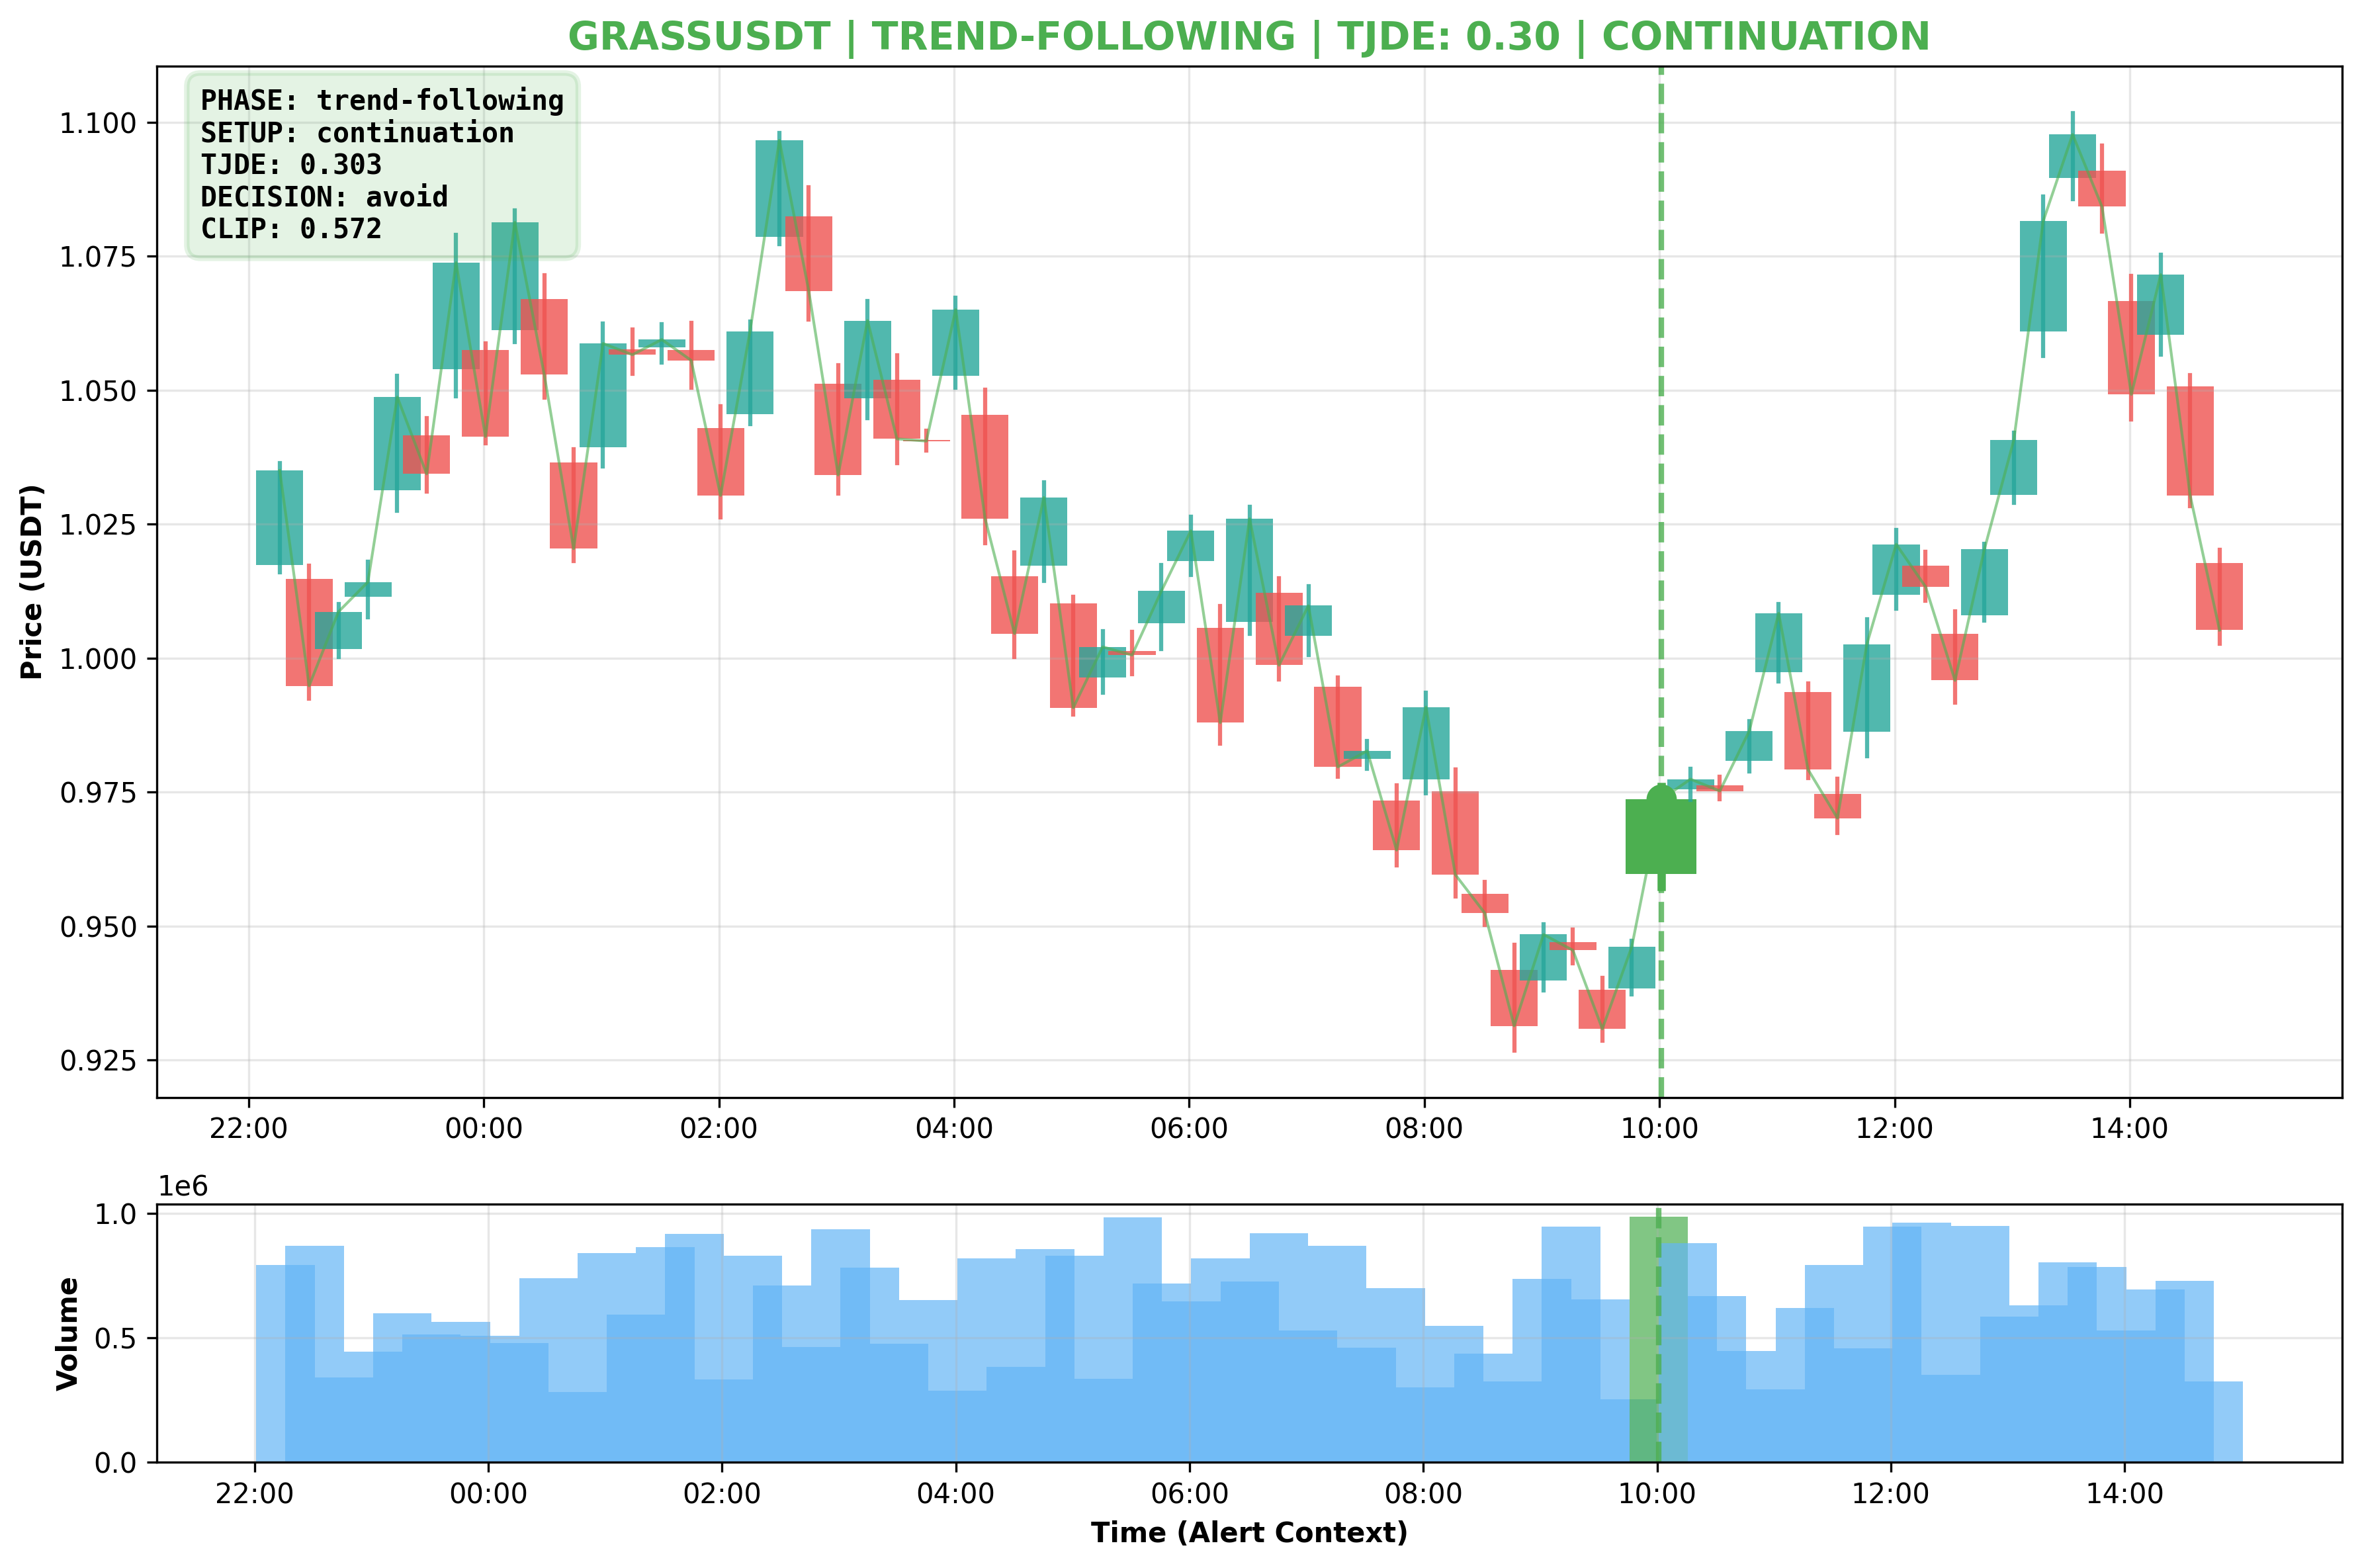 GRASSUSDT | TREND-FOLLOWING | TJDE: 0.30 | CONTINUATION
PHASE: trend-following
SETUP: continuation
TJDE: 0.303
DECISION: avoid
CLIP: 0.572
Price (USDT)
1.100
1.075
1.050
1.025
1.000
0.975
0.950
0.925
22:00 00:00 02:00 04:00 06:00 08:00 10:00 12:00 14:00
1e6
Volume
1.0
0.5
0.0
22:00 00:00 02:00 04:00 06:00 08:00 10:00 12:00 14:00
Time (Alert Context)